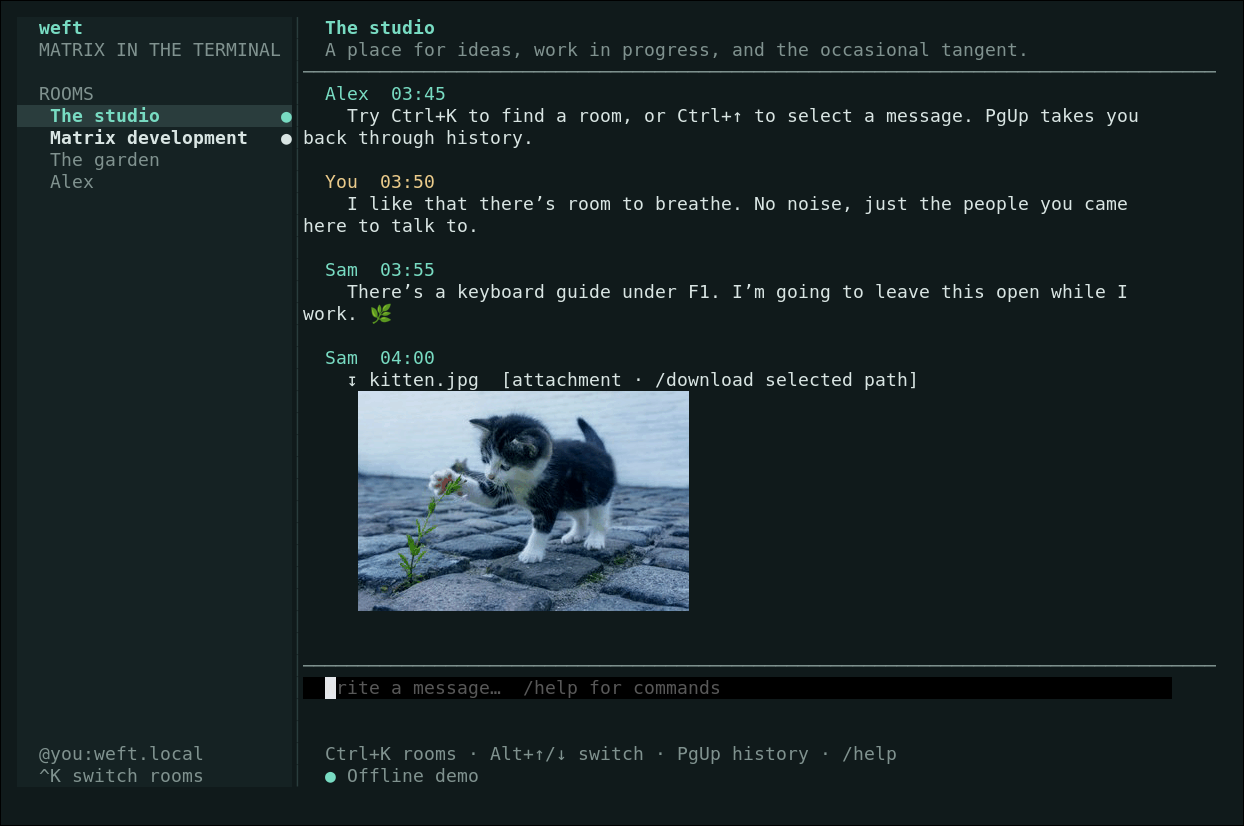 weft
MATRIX IN THE TERMINAL
ROOMS
The studio
Matrix development
The garden
Alex
@you:weft.local
^K switch rooms
The studio
A place for ideas, work in progress, and the occasional tangent.
Alex  03:45
Try Ctrl+K to find a room, or Ctrl+↑ to select a message. PgUp takes you
back through history.
You  03:50
I like that there’s room to breathe. No noise, just the people you came
here to talk to.
Sam  03:55
There’s a keyboard guide under F1. I’m going to leave this open while I
work. 🌿
Sam  04:00
↧ kitten.jpg  [attachment · /download selected path]
rite a message…  /help for commands
Ctrl+K rooms · Alt+↑/↓ switch · PgUp history · /help
● Offline demo